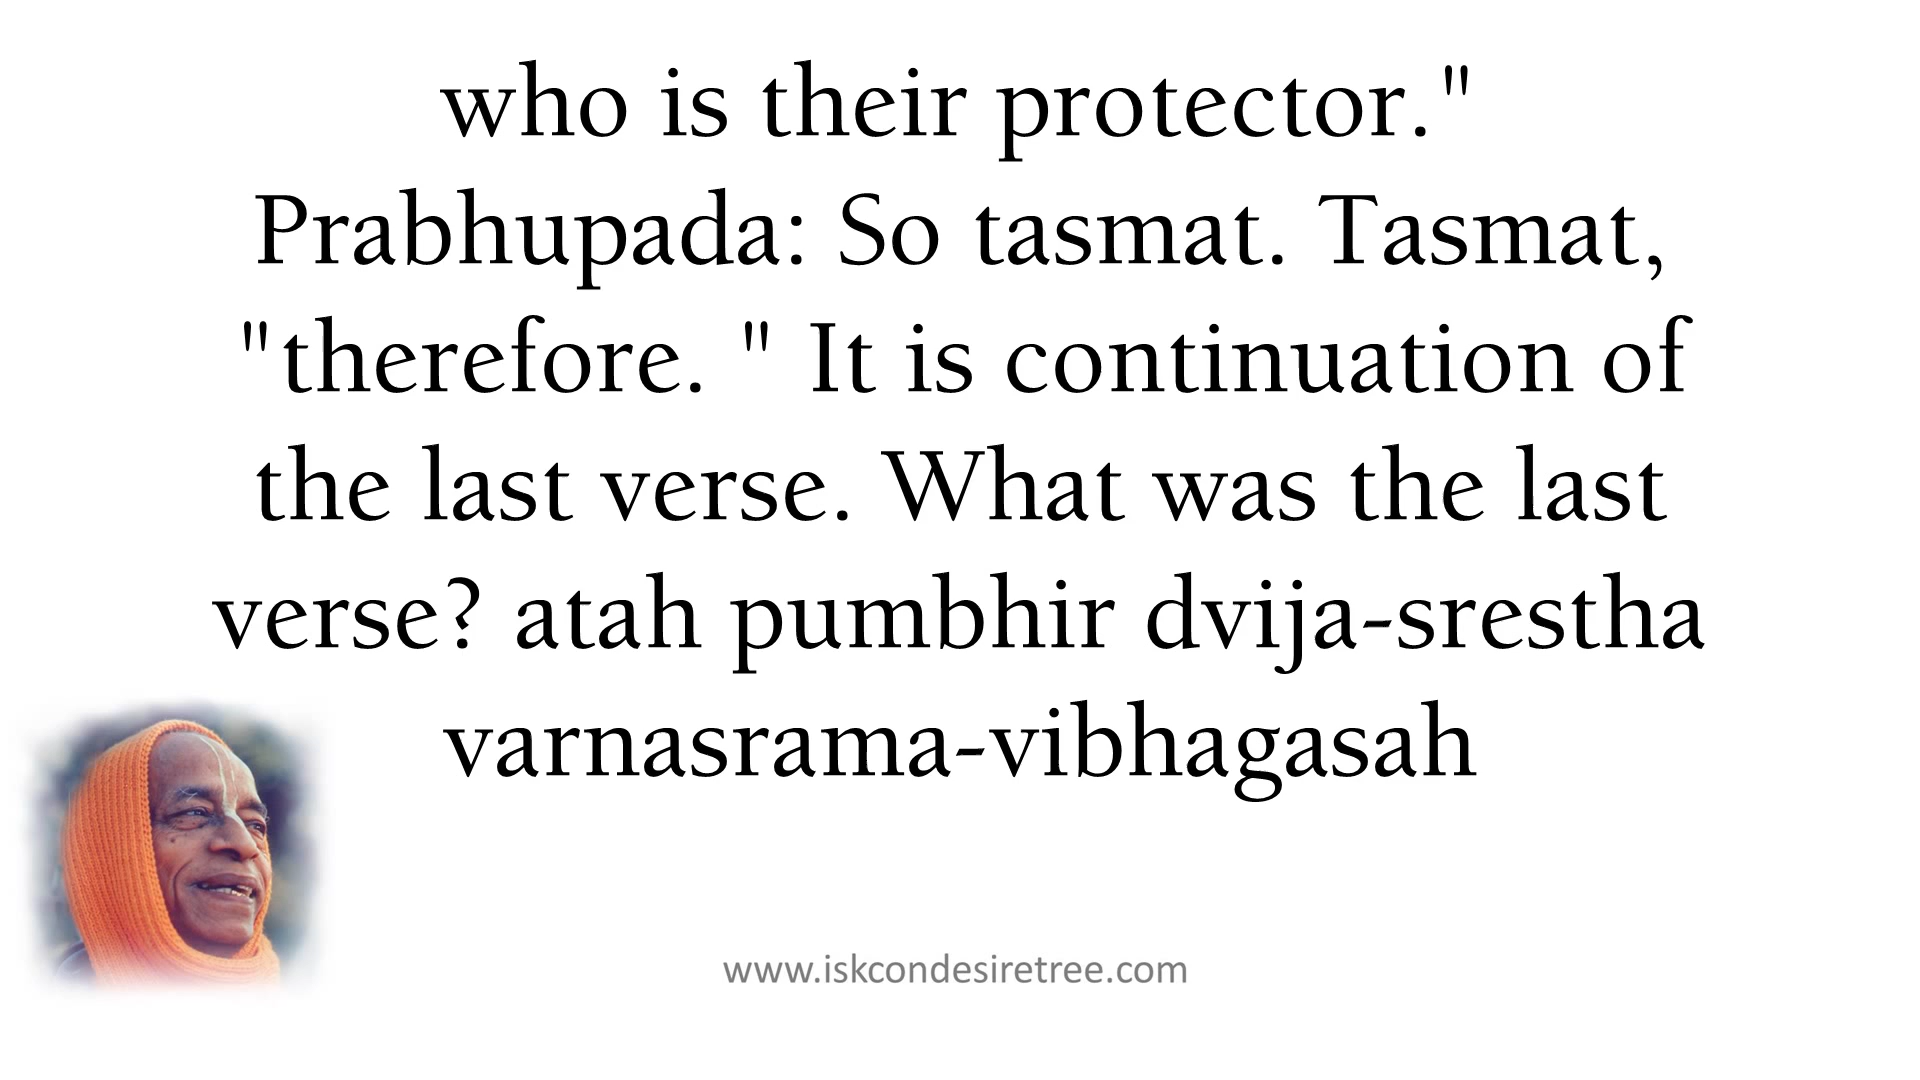 who is their protector."
Prabhupada: So tasmat. Tasmat,
"therefore. " It is continuation of
the last verse. What was the last
verse? atah pumbhir dvija-srestha
varnasrama-vibhagasah
www.iskcondesiretree.com